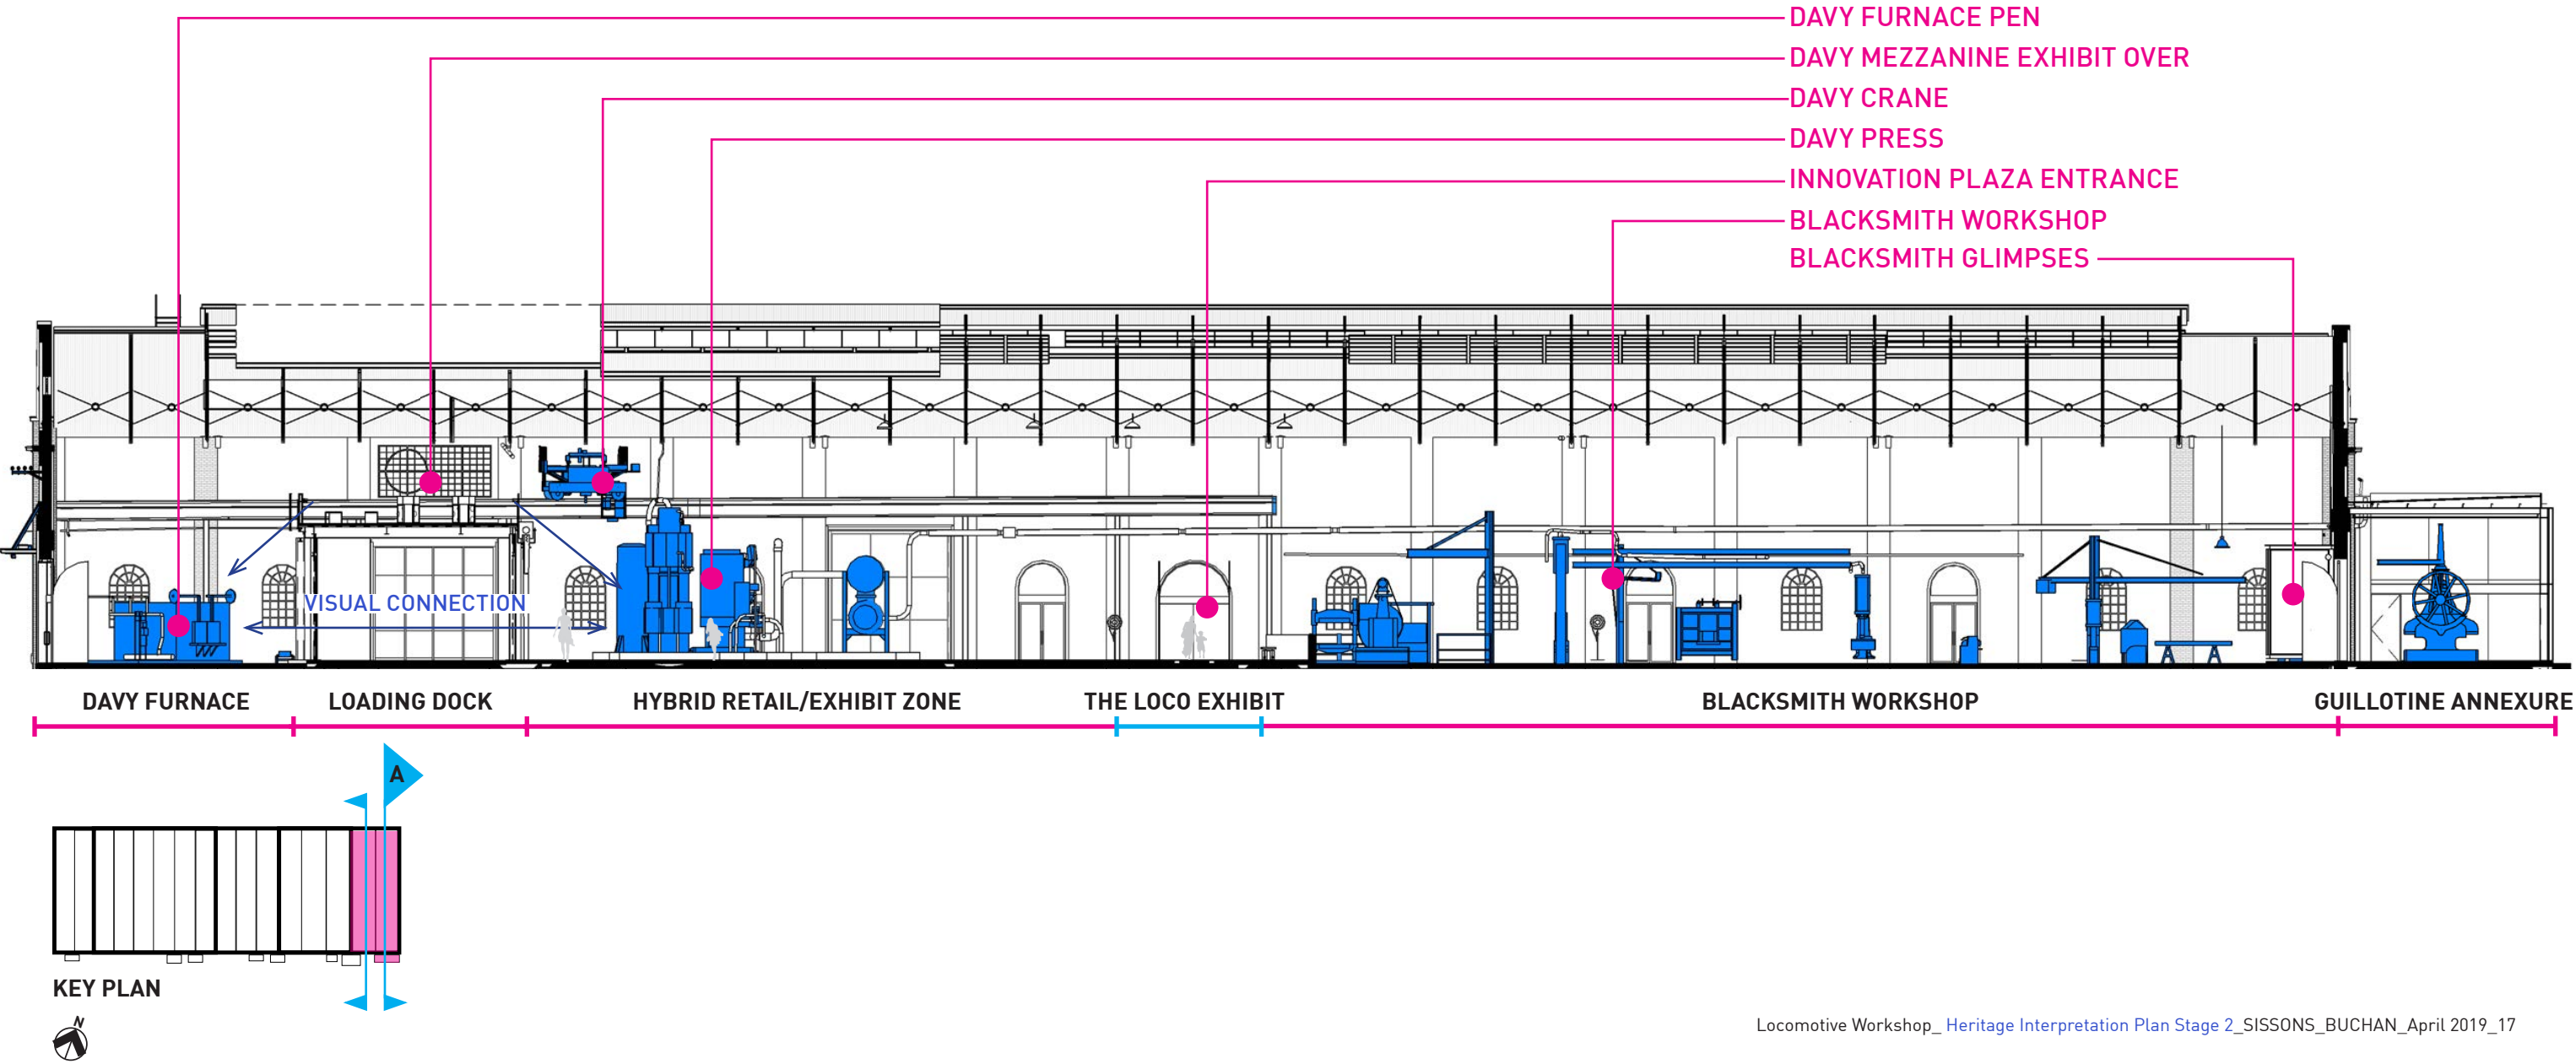 DAVY FURNACE PEN
DAVY MEZZANINE EXHIBIT OVER
DAVY CRANE
DAVY PRESS
INNOVATION PLAZA ENTRANCE
BLACKSMITH WORKSHOP
BLACKSMITH GLIMPSES
VISUAL CONNECTION
DAVY FURNACE
LOADING DOCK
HYBRID RETAIL/EXHIBIT ZONE
THE LOCO EXHIBIT
BLACKSMITH WORKSHOP
GUILLOTINE ANNEXURE
A
KEY PLAN
N
Locomotive Workshop_ Heritage Interpretation Plan Stage 2_SISSONS_BUCHAN_April 2019_17